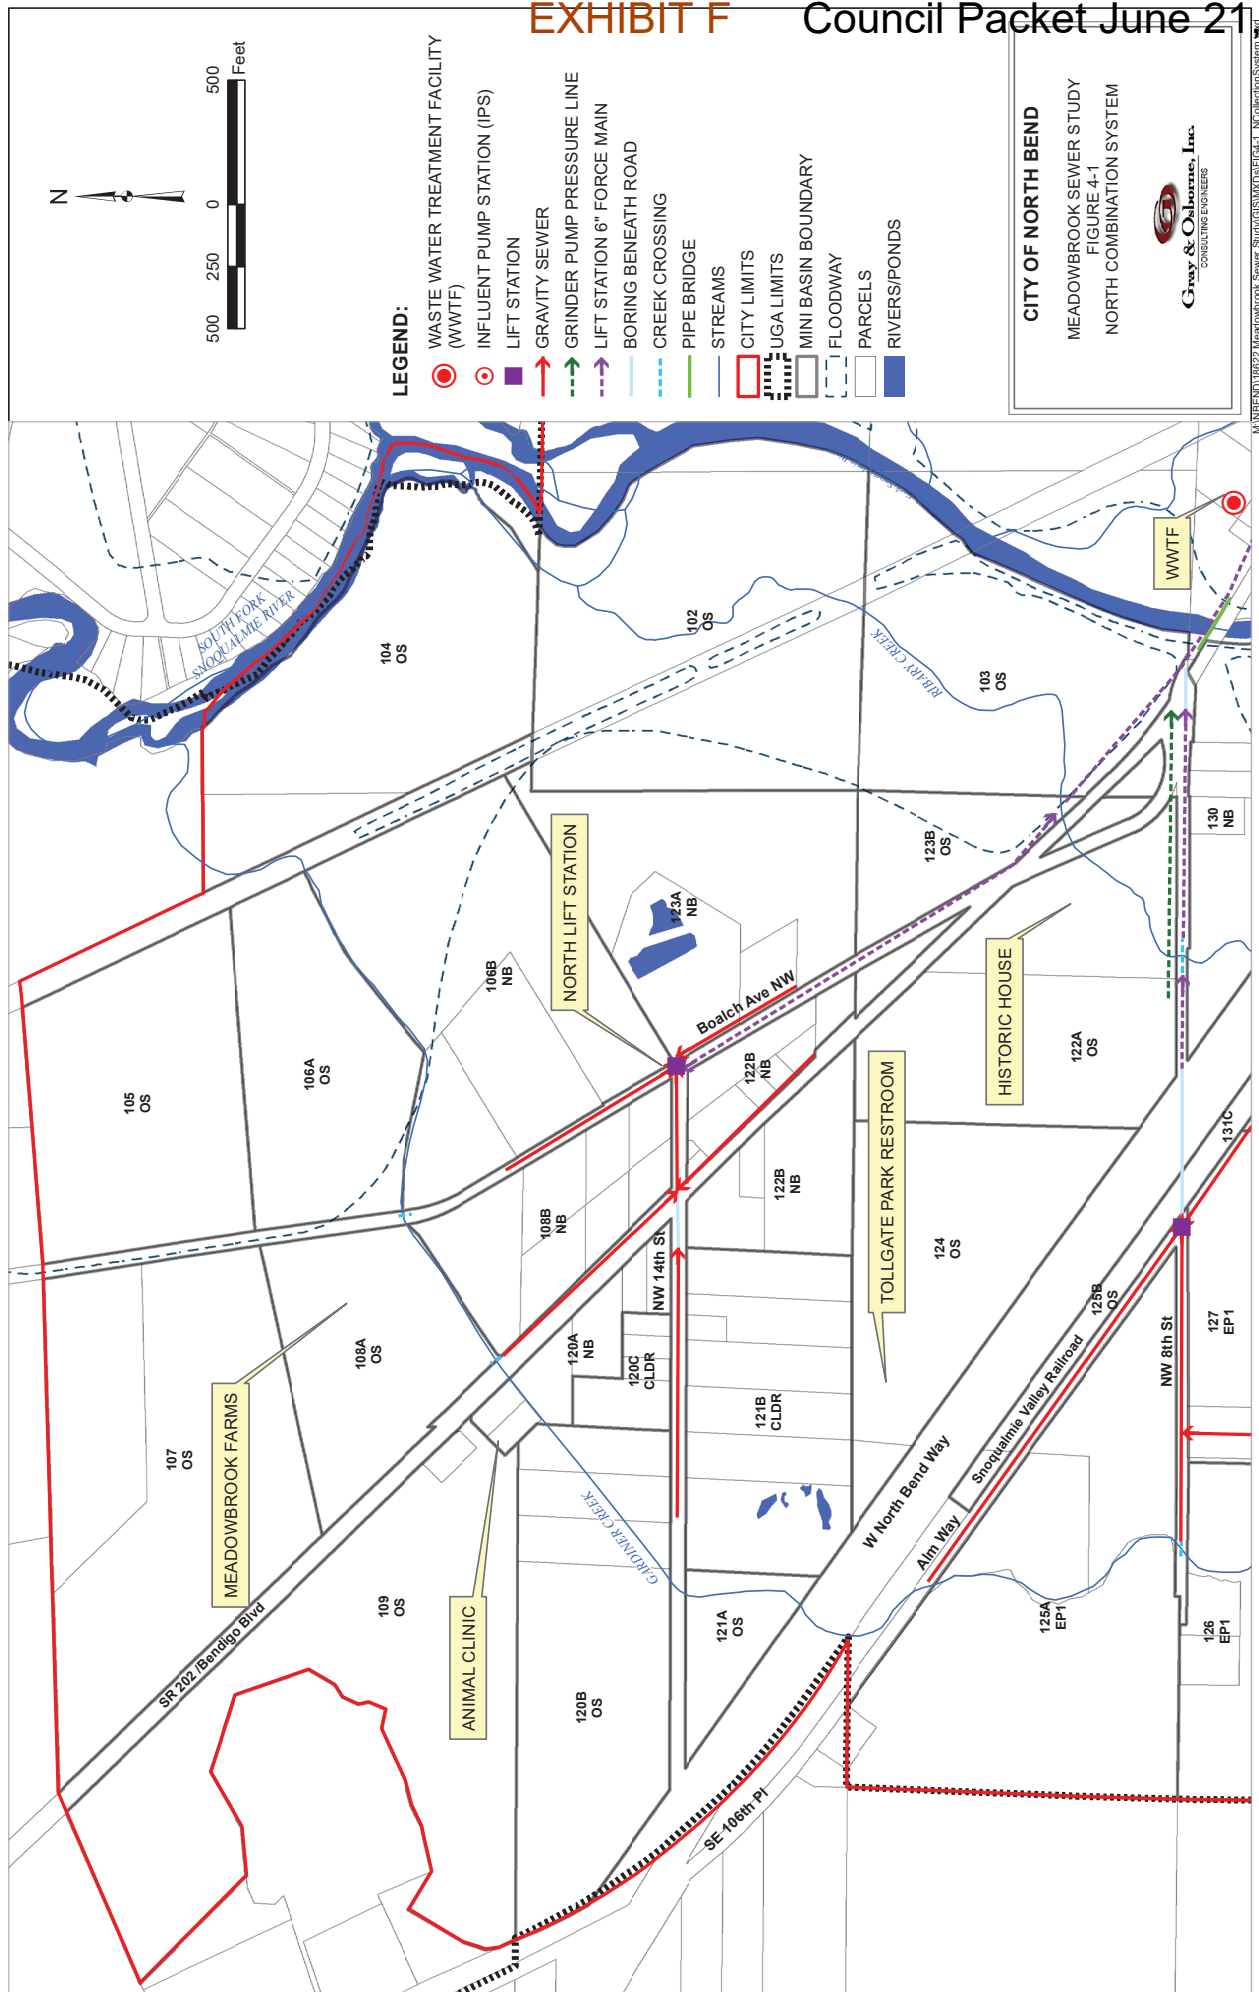 EXHIBIT F
Council Packet June 21,
N
500
250
0
500
Feet
LEGEND:
WASTE WATER TREATMENT FACILITY
(WWTF)
INFLUENT PUMP STATION (IPS)
LIFT STATION
GRAVITY SEWER
GRINDER PUMP PRESSURE LINE
LIFT STATION 6" FORCE MAIN
BORING BENEATH ROAD
CREEK CROSSING
PIPE BRIDGE
STREAMS
CITY LIMITS
UGA LIMITS
MINI BASIN BOUNDARY
FLOODWAY
PARCELS
RIVERS/PONDS
CITY OF NORTH BEND
MEADOWBROOK SEWER STUDY
FIGURE 4-1
NORTH COMBINATION SYSTEM
Gray & Osborne, Inc.
CONSULTING ENGINEERS
SOUTH FORK
SNOQUALMIE RIVER
104
OS
102
OS
RIBARY CREEK
103
OS
WWTF
105
OS
106A
OS
106B
NB
NORTH LIFT STATION
123A
NB
123B
OS
130
NB
Boalch Ave NW
HISTORIC HOUSE
122A
OS
122B
NB
122B
NB
108B
NB
NW 14th St
TOLLGATE PARK RESTROOM
124
OS
131C
107
OS
MEADOWBROOK FARMS
108A
OS
120A
NB
120C
CLDR
121B
CLDR
125B
OS
NW 8th St
127
EP1
Snoqualmie Valley Railroad
W North Bend Way
Alm Way
SR 202 /Bendigo Blvd
109
OS
ANIMAL CLINIC
GARDINER CREEK
120B
OS
121A
OS
125A
EP1
126
EP1
SE 106th Pl